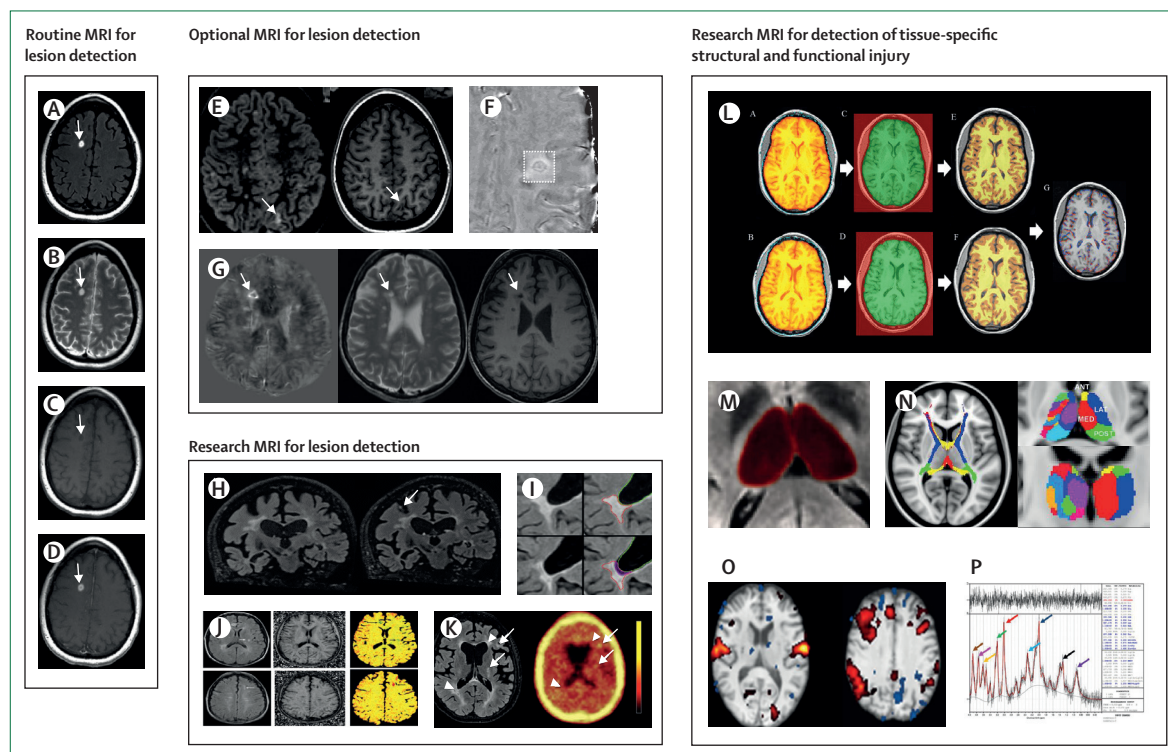 Routine MRI for
lesion detection
A
B
C
D
Optional MRI for lesion detection
E
F
G
Research MRI for lesion detection
H
I
J
K
Research MRI for detection of tissue-specific
structural and functional injury
L
A
C
E
G
B
D
F
M
N
ANT
LAT
MED
POST
O
P